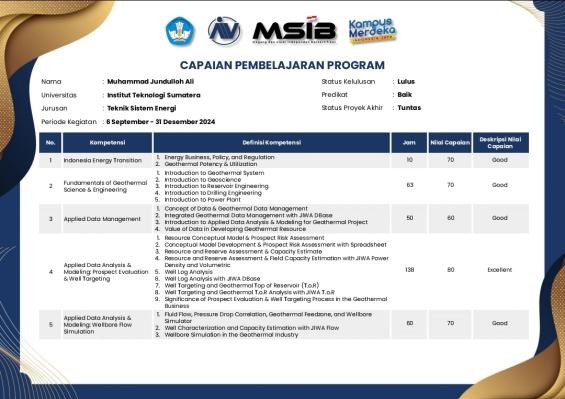 MSiB
Magang dan Studi Independen Bersertifikat
Kampus
Merdeka
INDONESIA JAYA
CAPAIAN PEMBELAJARAN PROGRAM
Nama : Muhammad Jundulloh Ali
Status Kelulusan : Lulus
Universitas : Institut Teknologi Sumatera
Predikat : Baik
Jurusan : Teknik Sistem Energi
Status Proyek Akhir : Tuntas
Periode Kegiatan : 6 September - 31 Desember 2024
No. Kompetensi Definisi Kompetensi Jam Nilai Capaian Deskripsi Nilai Capaian
1 Indonesia Energy Transition
1. Energy Business, Policy, and Regulation
2. Geothermal Potency & Utilization
10 70 Good
2 Fundamentals of Geothermal
Science & Engineering
1. Introduction to Geothermal System
2. Introduction to Geoscience
3. Introduction to Reservoir Engineering
4. Introduction to Drilling Engineering
5. Introduction to Power Plant
63 70 Good
3 Applied Data Management
1. Concept of Data & Geothermal Data Management
2. Integrated Geothermal Data Management with JIWA DBase
3. Introduction to Applied Data Analysis & Modeling for Geothermal Project
4. Value of Data in Developing Geothermal Resource
50 60 Good
4 Applied Data Analysis &
Modeling: Prospect Evaluation
& Well Targeting
1. Resource Conceptual Model & Prospect Risk Assessment
2. Conceptual Model Development & Prospect Risk Assessment with Spreadsheet
3. Resource and Reserve Assessment & Capacity Estimate
4. Resource and Reserve Assessment & Field Capacity Estimation with JIWA Power
Density and Volumetric
5. Well Log Analysis
6. Well Log Analysis with JIWA DBase
7. Well Targeting and Geothermal Top of Reservoir (T.o.R)
8. Well Targeting and Geothermal T.o.R Analysis with JIWA T.o.R
9. Significance of Prospect Evaluation & Well Targeting Process in the Geothermal
Business
138 80 Excellent
5 Applied Data Analysis &
Modeling: Wellbore Flow
Simulation
1. Fluid Flow, Pressure Drop Correlation, Geothermal Feedzone, and Wellbore
Simulator
2. Well Characterization and Capacity Estimation with JIWA Flow
3. Wellbore Simulation in the Geothermal Industry
60 70 Good